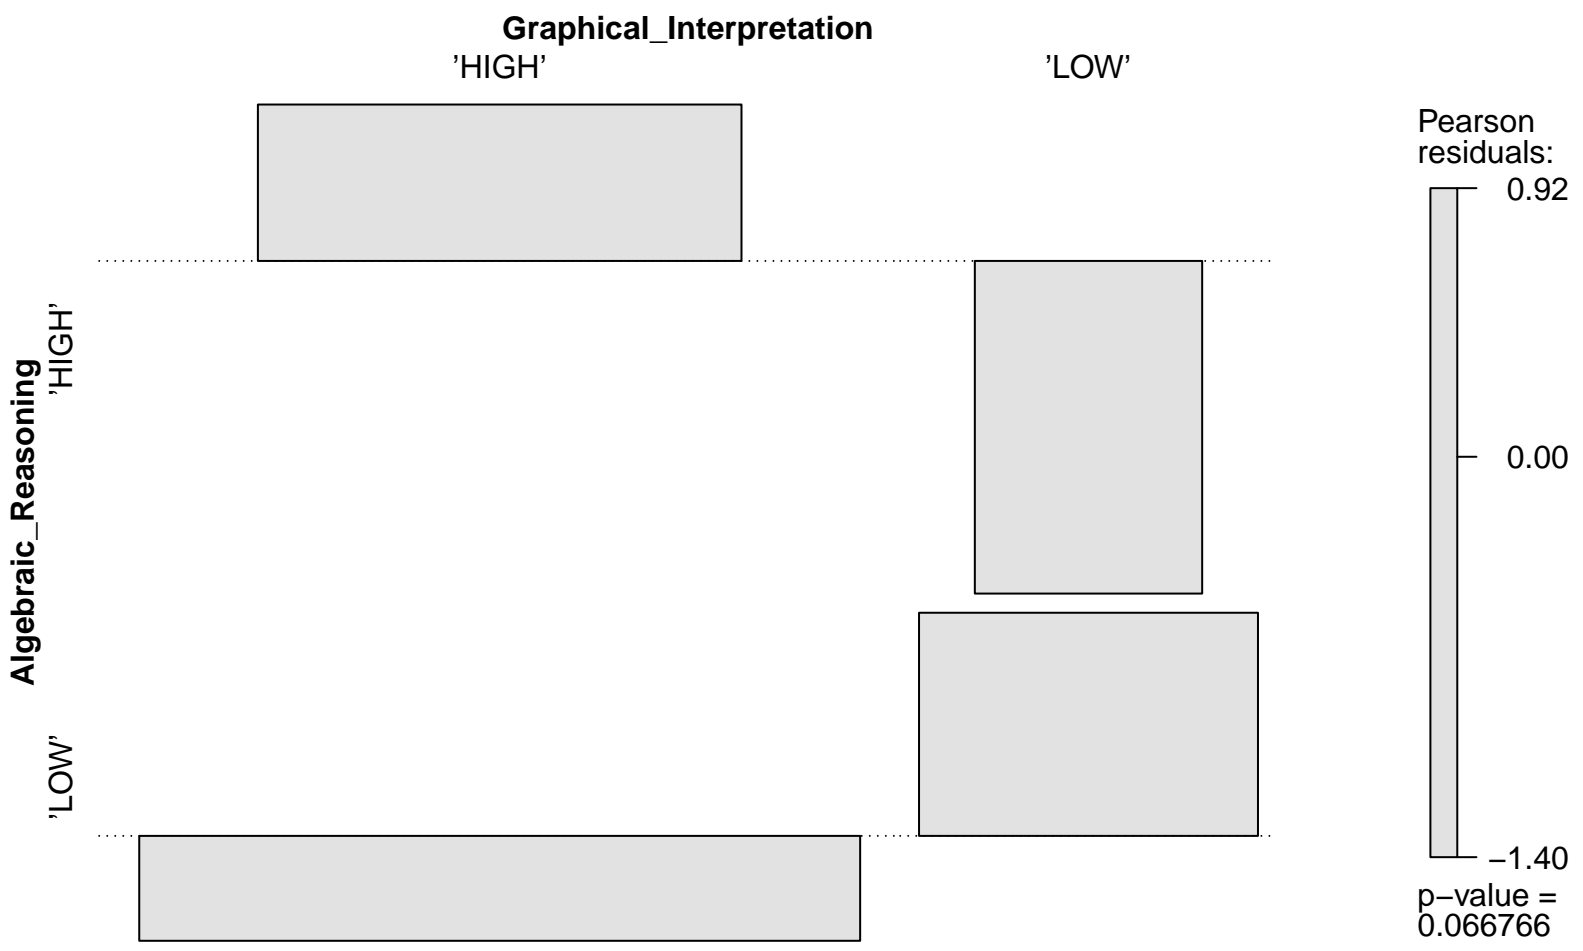 Graphical_Interpretation
’HIGH’
’LOW’
Algebraic_Reasoning
’HIGH’
’LOW’
Pearson
residuals:
0.92
0.00
−1.40
p−value =
0.066766